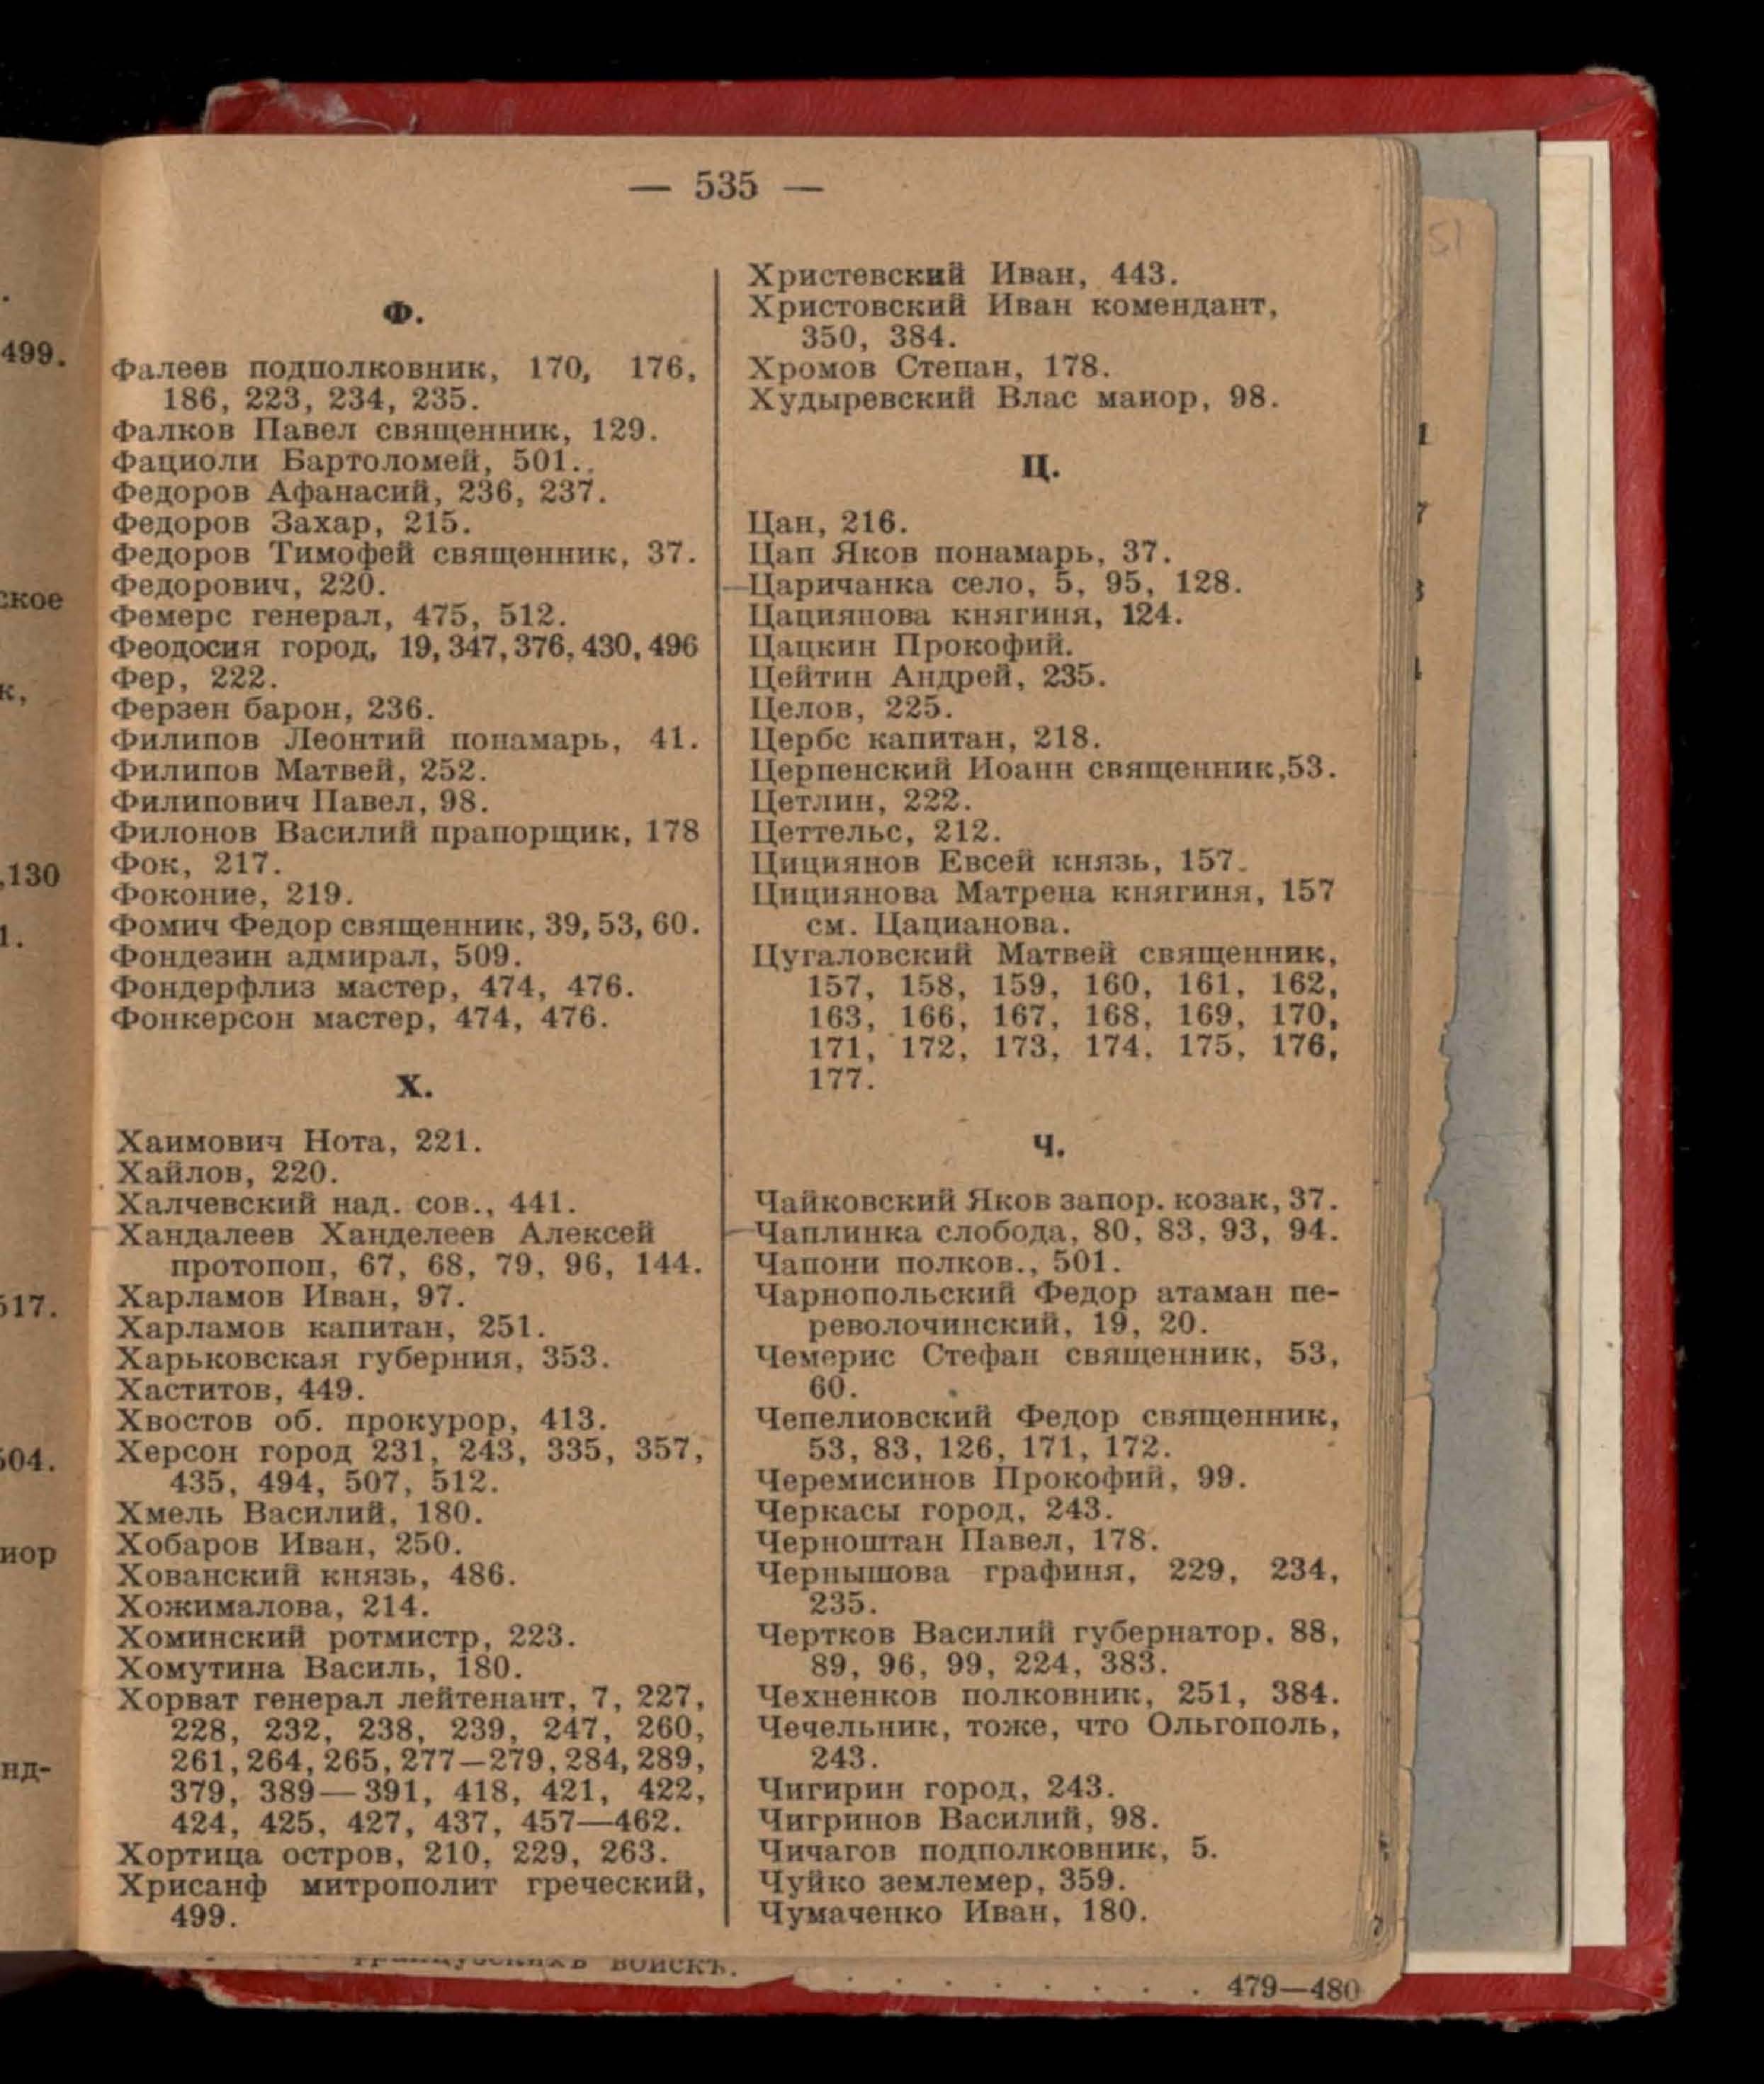 — 535 —
Ф.
Фалеев подполковник, 170, 176,
186, 223, 234, 235.
Фалков Павел священник, 129.
Фациоли Бартоломей, 501..
Федоров Афанасий, 236, 237.
Федоров Захар, 215.
Федоров Тимофей священник, 37.
Федорович, 220.
Фемерс генерал, 475, 512.
Феодосия город, 19, 347, 376, 430, 496
Фер, 222.
Ферзен барон, 236.
Филипов Леонтий понамарь, 41.
Филипов Матвей, 252.
Филипович Павел, 98.
Филонов Василий прапорщик, 178
Фок, 217.
Фоконие, 219.
Фомич Федор священник, 39, 53, 60.
Фондезин адмирал, 509.
Фондерфлиз мастер, 474, 476.
Фонкерсон мастер, 474, 476.
Х.
Хаимович Нота, 221.
Хайлов, 220.
Халчевский над. сов., 441.
Хандалеев Ханделеев Алексей
протопоп, 67, 68, 79, 96, 144.
Харламов Иван, 97.
Харламов капитан, 251.
Харьковская губерния, 353.
Хаститов, 449.
Хвостов об. прокурор, 413.
Херсон город 231, 243, 335, 357,
435, 494, 507, 512.
Хмель Василий, 180.
Хобаров Иван, 250.
Хованский князь, 486.
Хожималова, 214.
Хоминский ротмистр, 223.
Хомутина Василь, 180.
Хорват генерал лейтенант, 7, 227,
228, 232, 238, 239, 247, 260,
261, 264, 265, 277—279, 284, 289,
379, 389—391, 418, 421, 422,
424, 425, 427, 437, 457—462.
Хортица остров, 210, 229, 263.
Хрисанф митрополит греческий,
499.
Христевский Иван, 443.
Христовский Иван комендант,
350, 384.
Хромов Степан, 178.
Худыревский Влас маиор, 98.
Ц.
Цан, 216.
Цап Яков понамарь, 37.
Царичанка село, 5, 95, 128.
Цациянова княгиня, 124.
Цацкин Прокофий.
Цейтин Андрей, 235.
Целов, 225.
Цербс капитан, 218.
Церпенский Иоанн священник,53.
Цетлин, 222.
Цеттельс, 212.
Цициянов Евсей князь, 157.
Цициянова Матрена княгиня, 157
см. Цацианова.
Цугаловский Матвей священник,
157, 158, 159, 160, 161, 162,
163, 166, 167, 168, 169, 170,
171, 172, 173, 174, 175, 176,
177.
Ч.
Чайковский Яков запор. козак, 37.
Чаплинка слобода, 80, 83, 93, 94.
Чапони полков., 501.
Чарнопольский Федор атаман пе-
револочинский, 19, 20.
Чемерис Стефан священник, 53,
60.
Чепелиовский Федор священник,
53, 83, 126, 171, 172.
Черемисинов Прокофий, 99.
Черкасы город, 243.
Черноштан Павел, 178.
Чернышова графиня, 229, 234,
235.
Чертков Василий губернатор, 88,
89, 96, 99, 224, 383.
Чехненков полковник, 251, 384.
Чечельник, тоже, что Ольгополь,
243.
Чигирин город, 243.
Чигринов Василий, 98.
Чичагов подполковник, 5.
Чуйко землемер, 359.
Чумаченко Иван, 180.
499.
ское
к,
,130
1.
517.
504.
иор
нд-
51
войскъ.
479—480